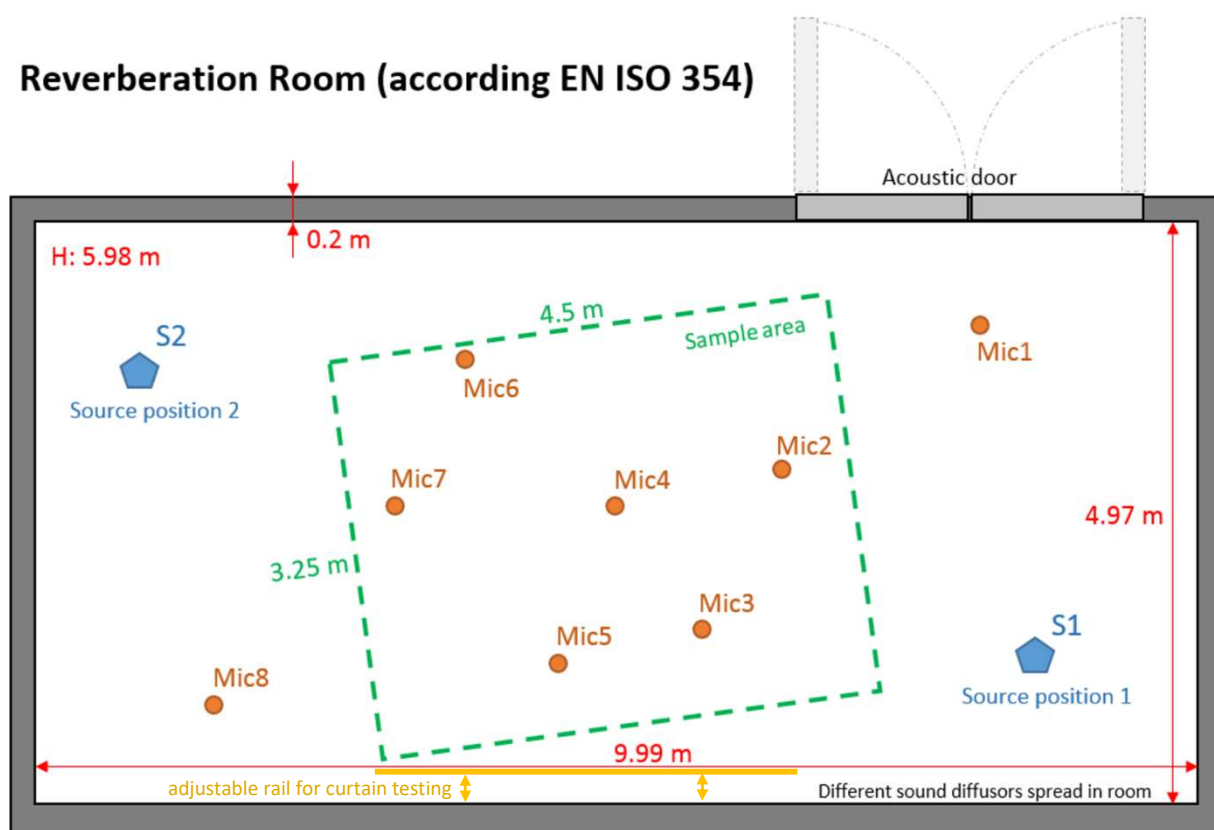 Reverberation Room (according EN ISO 354)
Acoustic door
0.2 m
H: 5.98 m
4.5 m
Sample area
S2
Source position 2
Mic1
Mic6
Mic2
Mic7
Mic4
4.97 m
3.25 m
Mic3
Mic5
S1
Source position 1
Mic8
9.99 m
adjustable rail for curtain testing
Different sound diffusors spread in room